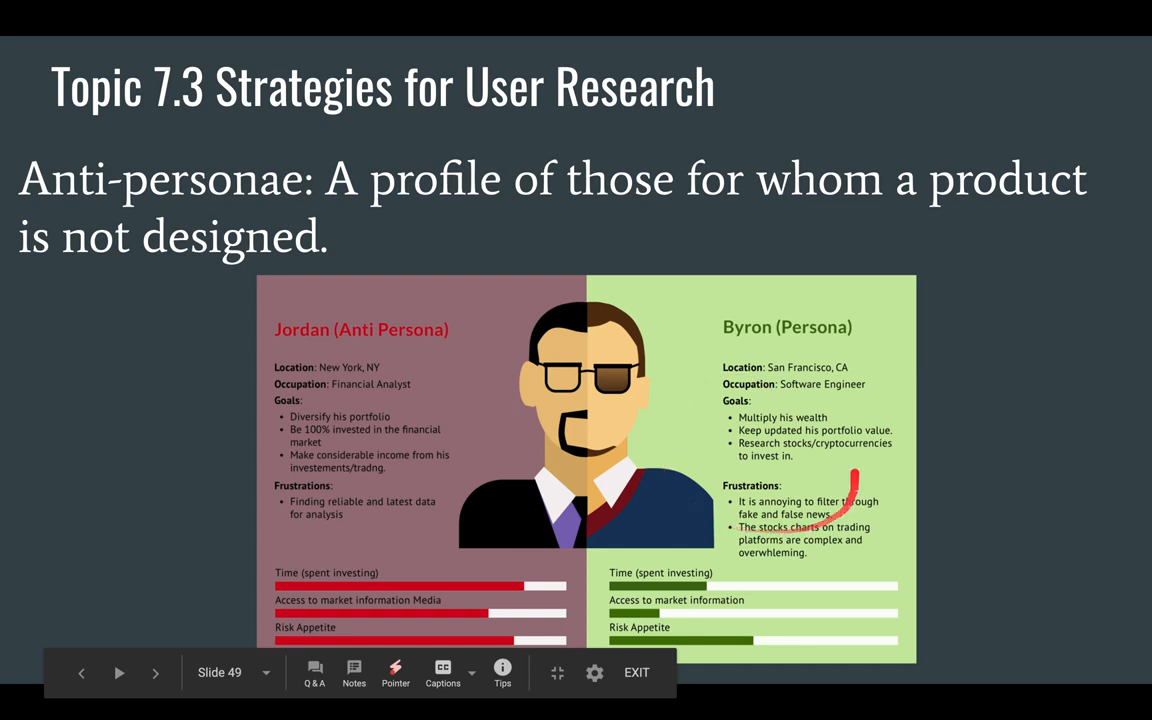 Topic 7.3 Strategies for User Research
Anti-personae: A profile of those for whom a product
is not designed.
Jordan (Anti Persona)
Location: New York, NY
Occupation: Financial Analyst
Goals:
• Diversify his portfolio
• Be 100% invested in the financial
market
• Make considerable income from his
investements/tradng.
Frustrations:
• Finding reliable and latest data
for analysis
Time (spent investing)
Access to market information Media
Risk Appetite
Byron (Persona)
Location: San Francisco, CA
Occupation: Software Engineer
Goals:
• Multiply his wealth
• Keep updated his portfolio value.
• Research stocks/cryptocurrencies
to invest in.
Frustrations:
• It is annoying to filter through
fake and false news.
• The stocks charts on trading
platforms are complex and
overwhleming.
Time (spent investing)
Access to market information
Risk Appetite
Slide 49
Q & A
Notes
Pointer
CC
Captions
Tips
EXIT